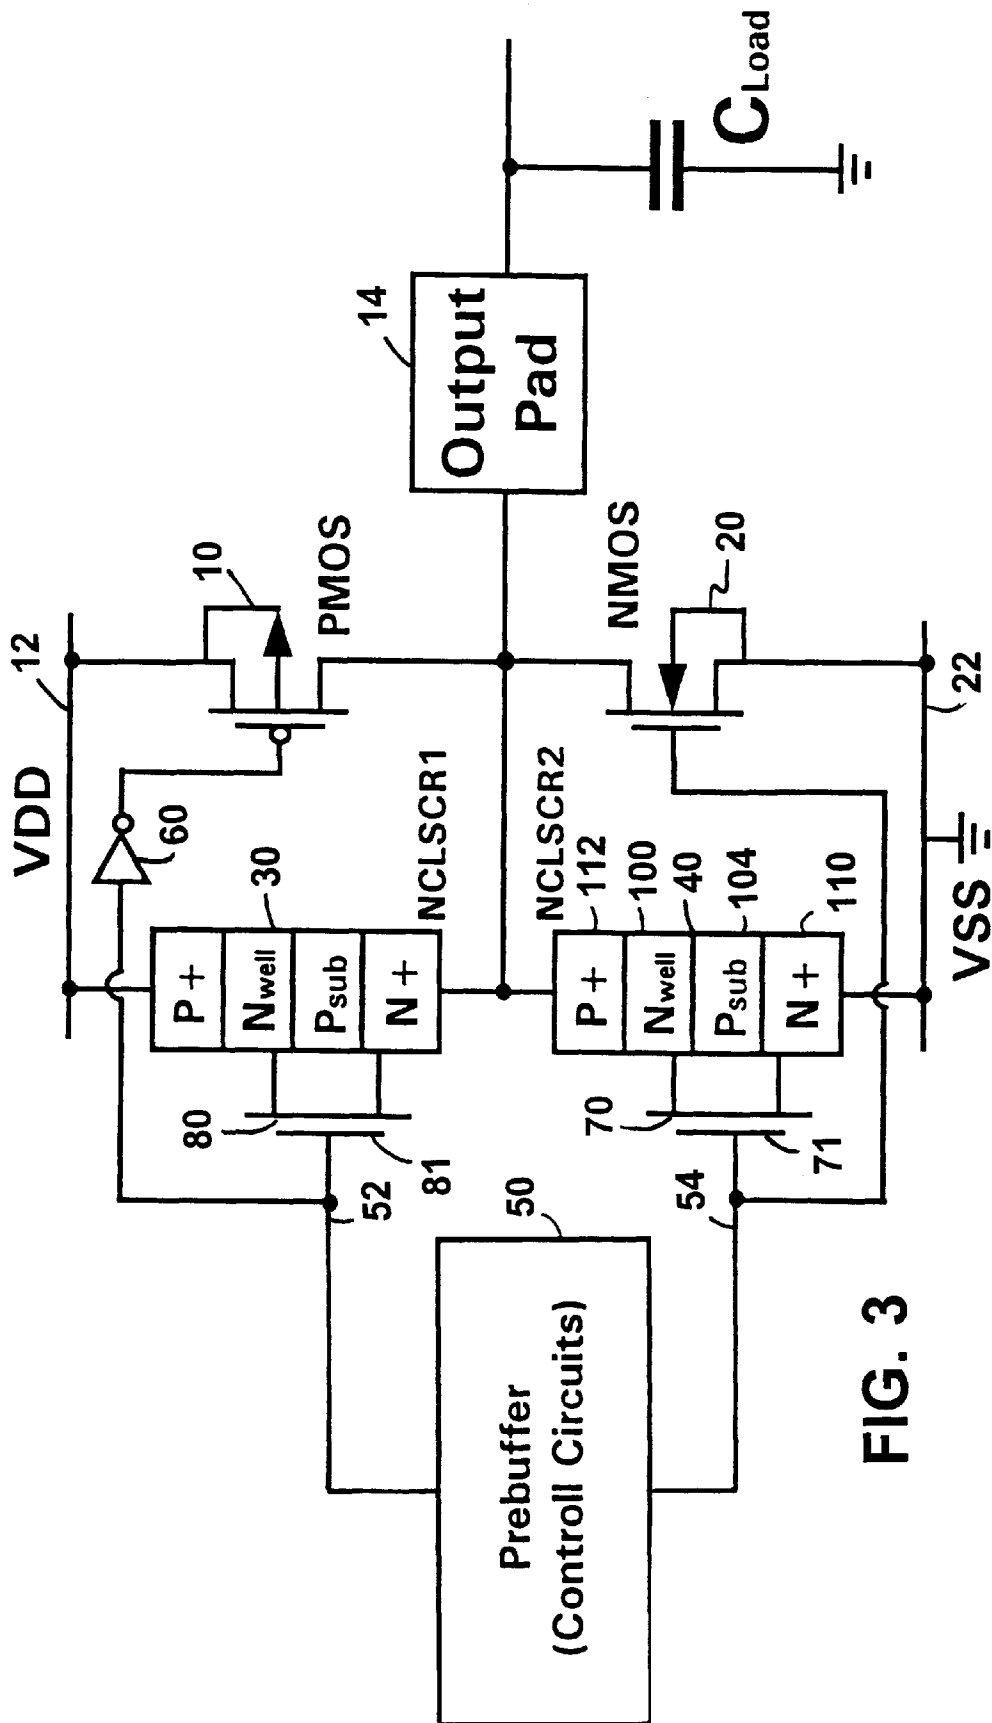 VDD
12
10
PMOS
14
Output
Pad
CLoad
60
30
P+
Nwell
Psub
N+
NCLSCR1
80
81
52
NCLSCR2
112
100
40
104
110
P+
Nwell
Psub
N+
70
71
54
NMOS
20
22
VSS
50
Prebuffer
(Controll Circuits)
FIG. 3